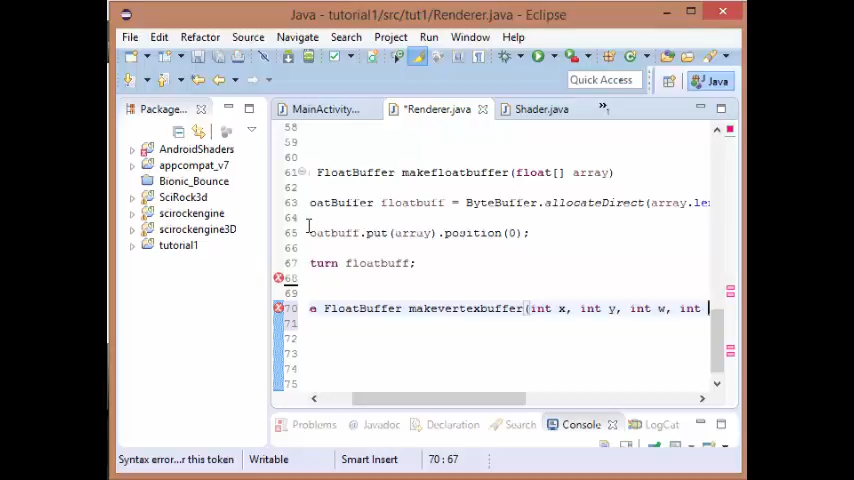 Java - tutorial1/src/tut1/Renderer.java - Eclipse
File Edit Refactor Source Navigate Search Project Run Window Help
Quick Access
Java
Package...
MainActivity...
*Renderer.java
Shader.java
AndroidShaders
appcompat_v7
Bionic_Bounce
SciRock3d
scirockengine
scirockengine3D
tutorial1
58
59
60
61 FloatBuffer makefloatbuffer(float[] array)
62
63 oatBuffer floatbuff = ByteBuffer.allocateDirect(array.len
64
65 oatbuff.put(array).position(0);
66
67 turn floatbuff;
68
69
70 e FloatBuffer makevertexbuffer(int x, int y, int w, int
71
72
73
74
75
Problems Javadoc Declaration Search Console LogCat
Syntax error...r this token Writable Smart Insert 70 : 67